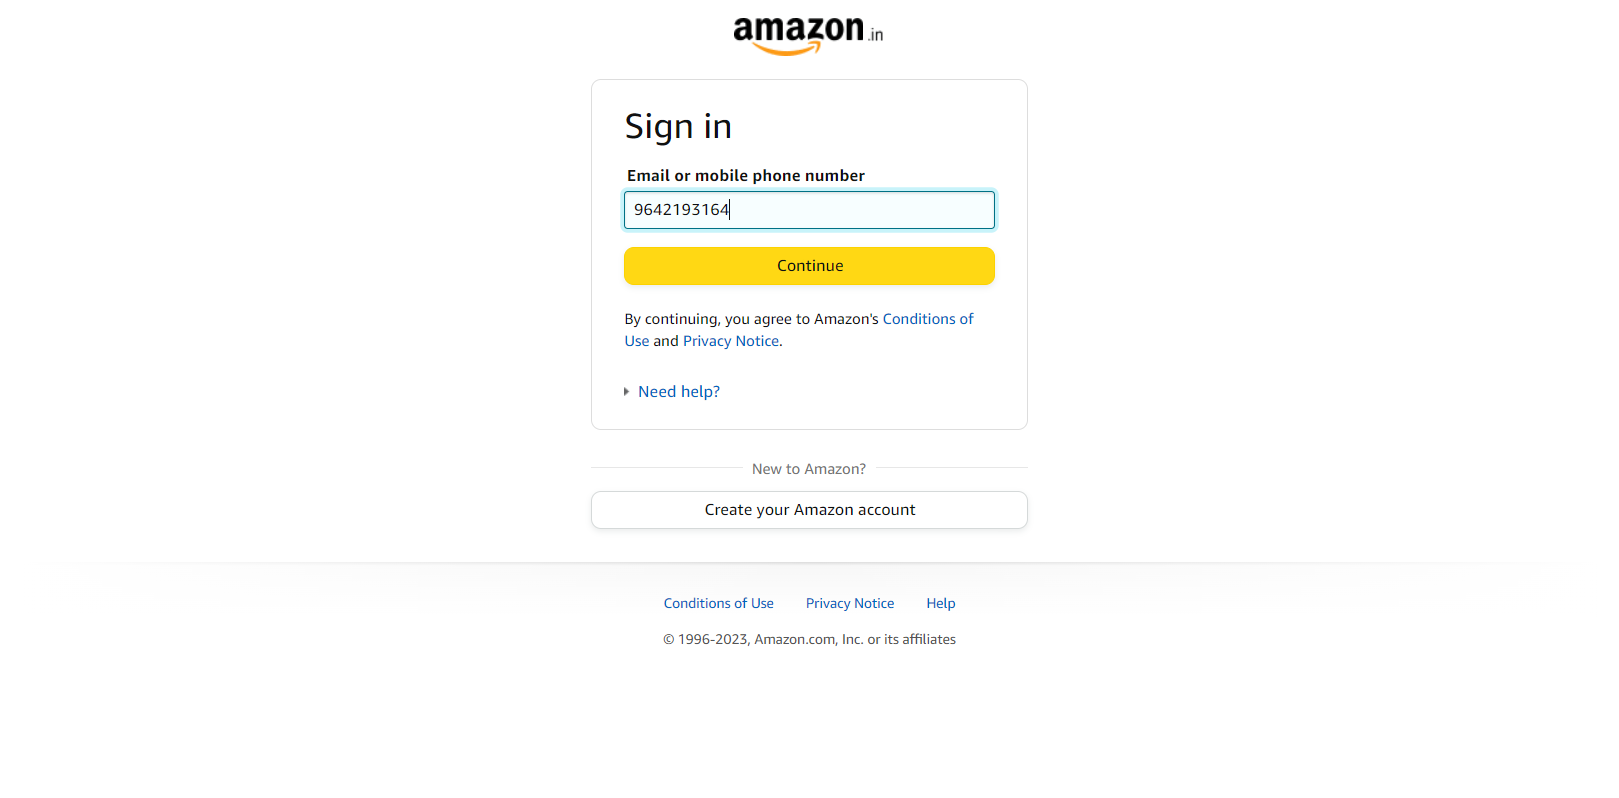 amazon.in
Sign in
Email or mobile phone number
9642193164
Continue
By continuing, you agree to Amazon's Conditions of
Use and Privacy Notice.
Need help?
New to Amazon?
Create your Amazon account
Conditions of Use Privacy Notice Help
© 1996-2023, Amazon.com, Inc. or its affiliates